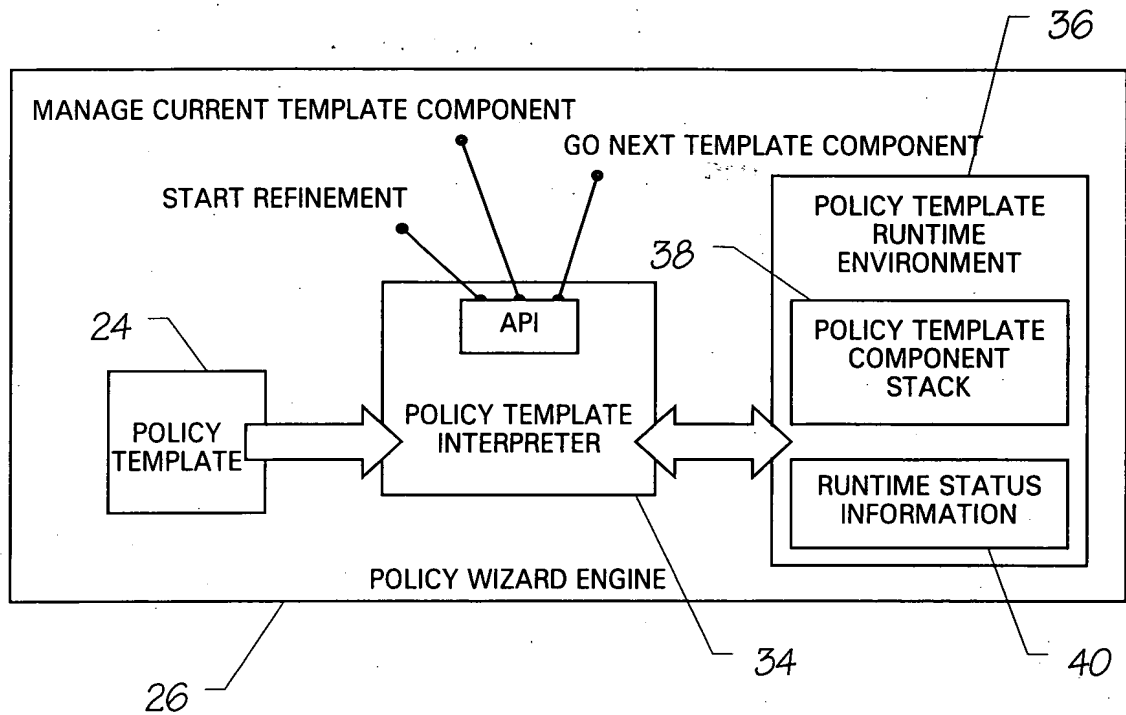 36
MANAGE CURRENT TEMPLATE COMPONENT
GO NEXT TEMPLATE COMPONENT
START REFINEMENT
POLICY TEMPLATE
RUNTIME
ENVIRONMENT
38
24
API
POLICY TEMPLATE
COMPONENT
STACK
POLICY
TEMPLATE
POLICY TEMPLATE
INTERPRETER
RUNTIME STATUS
INFORMATION
POLICY WIZARD ENGINE
26
34
40